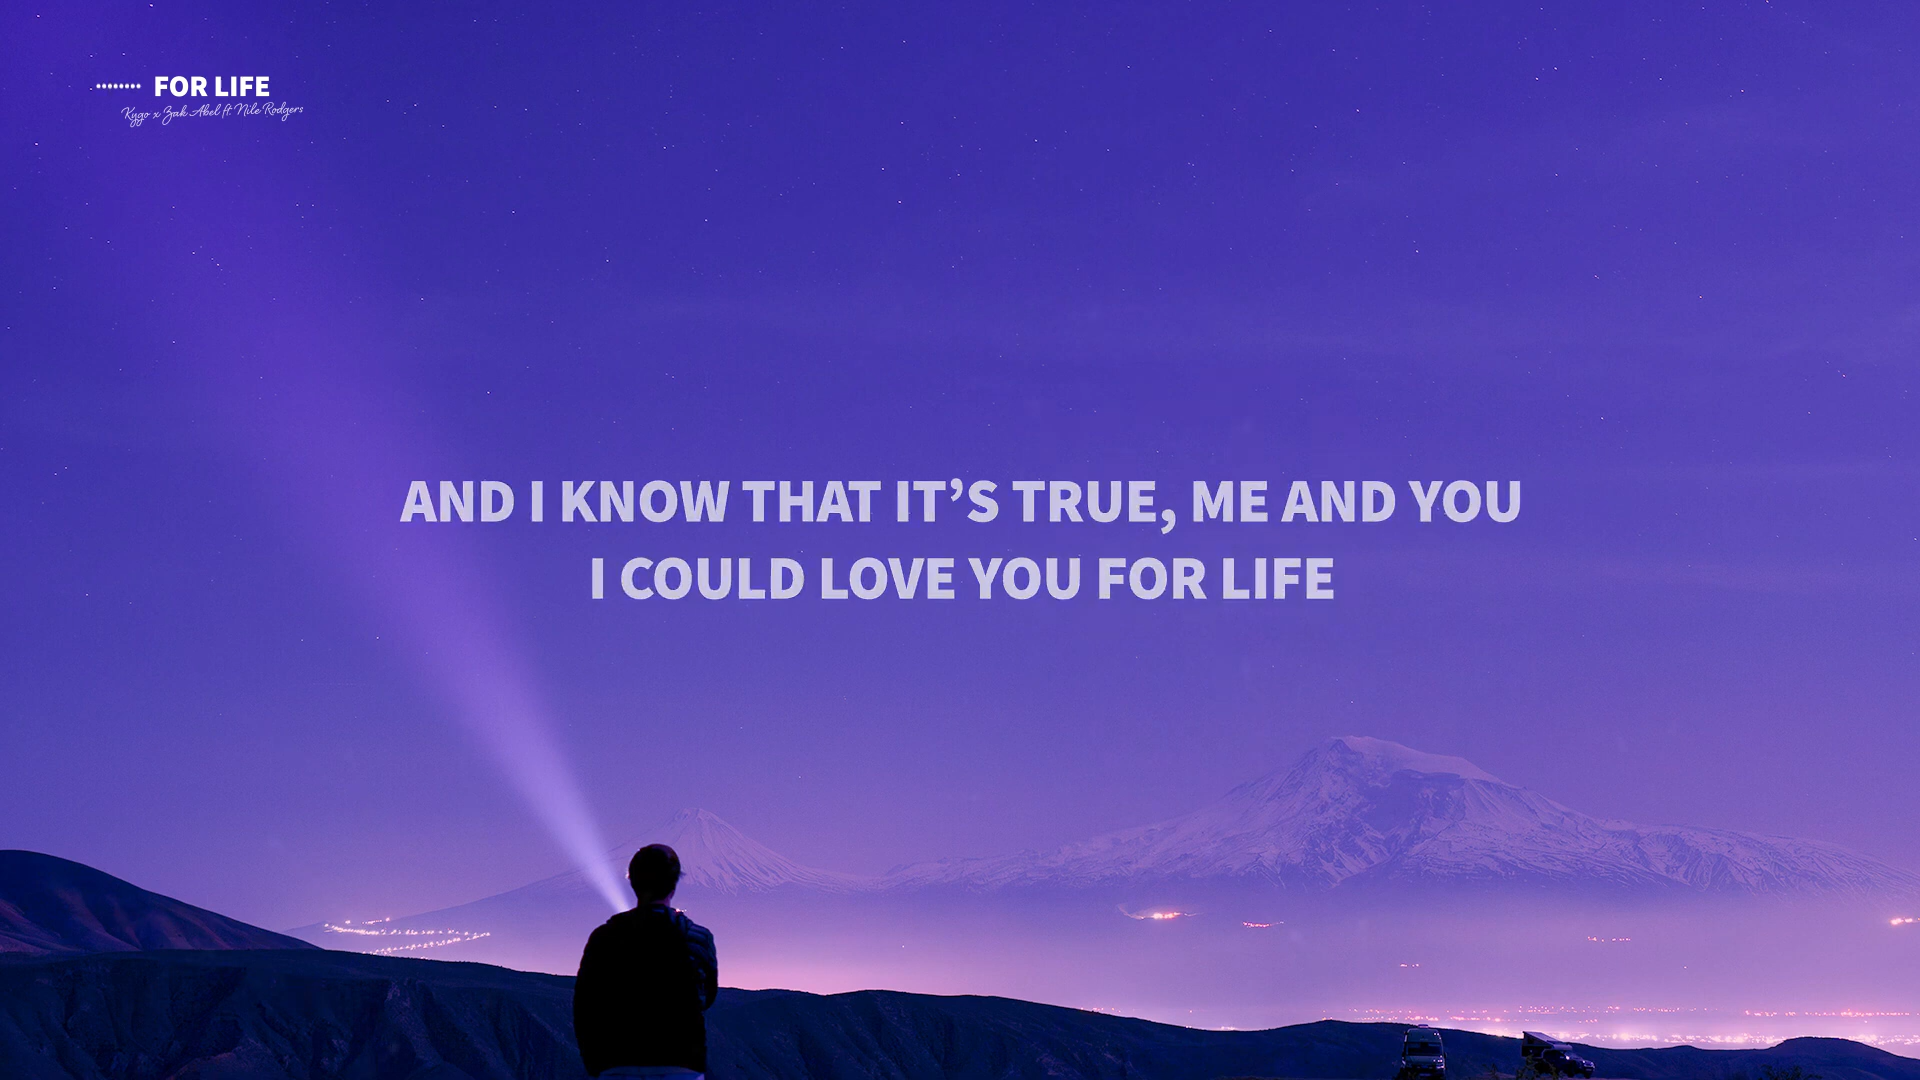 FOR LIFE
Kygo x Zak Abel ft. Nile Rodgers
AND I KNOW THAT IT’S TRUE, ME AND YOU
I COULD LOVE YOU FOR LIFE